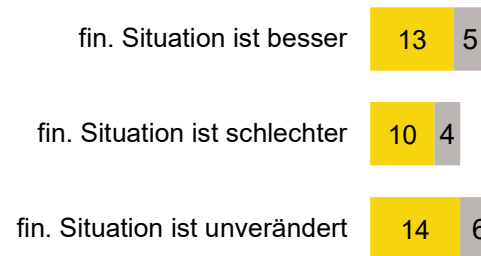 fin. Situation ist besser 13 5
fin. Situation ist schlechter 10 4
fin. Situation ist unverändert 14 6